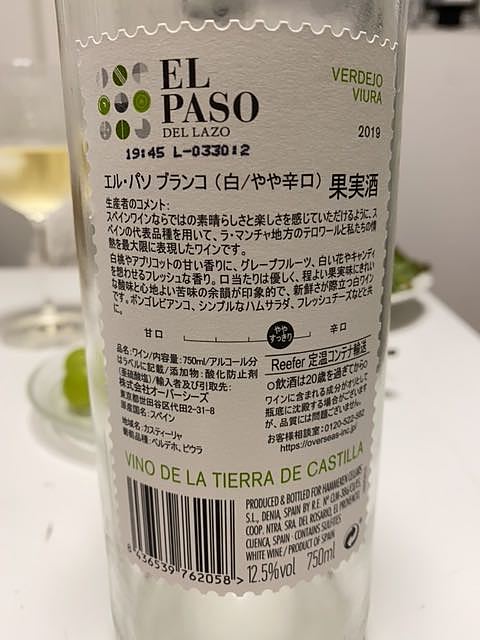 EL
PASO
DEL LAZO
VERDEJO
VIURA
2019
19:45 L-033012
エル・パソ ブランコ(白/やや辛口) 果実酒
生産者のコメント:
スペインワインならではの素晴らしさと楽しさを感じていただけるように、ス
ペインの代表品種を用いて、ラ・マンチャ地方のテロワールと私たちの情
熱を最大限に表現したワインです。
白桃やアプリコットの甘い香りに、グレープフルーツ、白い花やキャンディ
を想わせるフレッシュな香り。口当たりは優しく、程よい果実味にきれい
な酸味と心地よい苦味の余韻が印象的で、新鮮さが際立つ白ワイン
です。ボンゴレビアンコ、シンプルなハムサラダ、フレッシュチーズなどと共
に。
甘口 やや すっきり 辛口
品名:ワイン/内容量:750ml/アルコール分
はラベルに記載/添加物:酸化防止剤
(亜硫酸塩)/輸入者及び引取先:
株式会社オーバーシーズ
東京都世田谷区代田2-31-8
原産国名:スペイン
地域名:カスティーリャ
葡萄品種:ベルデホ、ビウラ
Reefer 定温コンテナ輸送
○飲酒は20歳を過ぎてから○
ワインに含まれる成分がオリとして
瓶底に沈殿する場合がございます
が、品質には問題ございません。
お客様相談室:0120-522-582
https://overseas-inc.jp/
VINO DE LA TIERRA DE CASTILLA
8 436539 762058 >
PRODUCED & BOTTLED FOR HAMMEKEN CELLARS
S.L., DENIA, SPAIN BY R.E. Nº
COOP. NTRA. SRA. DEL ROSARIO, EL PROVENCIO,
CUENCA, SPAIN · CONTAINS SULFITES
WHITE WINE / PRODUCT OF SPAIN
12.5%vol 750ml